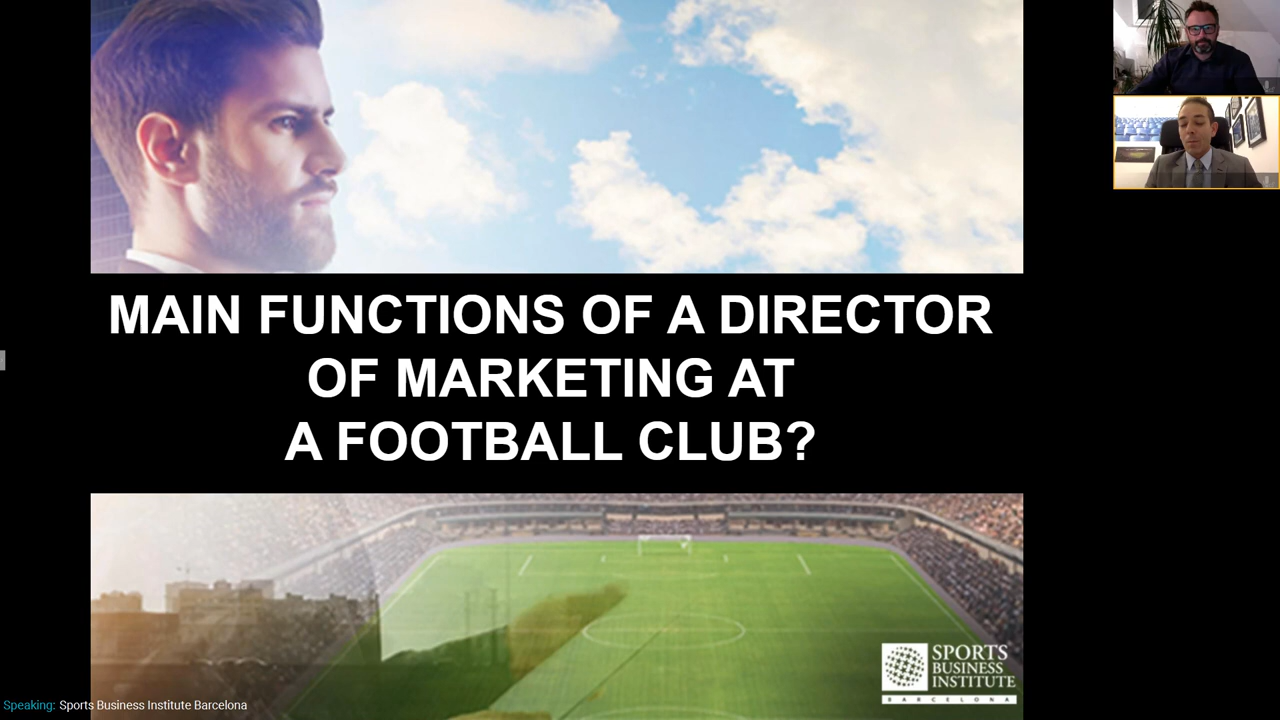 MAIN FUNCTIONS OF A DIRECTOR
OF MARKETING AT
A FOOTBALL CLUB?
SPORTS
BUSINESS
INSTITUTE
BARCELONA
Speaking: Sports Business Institute Barcelona